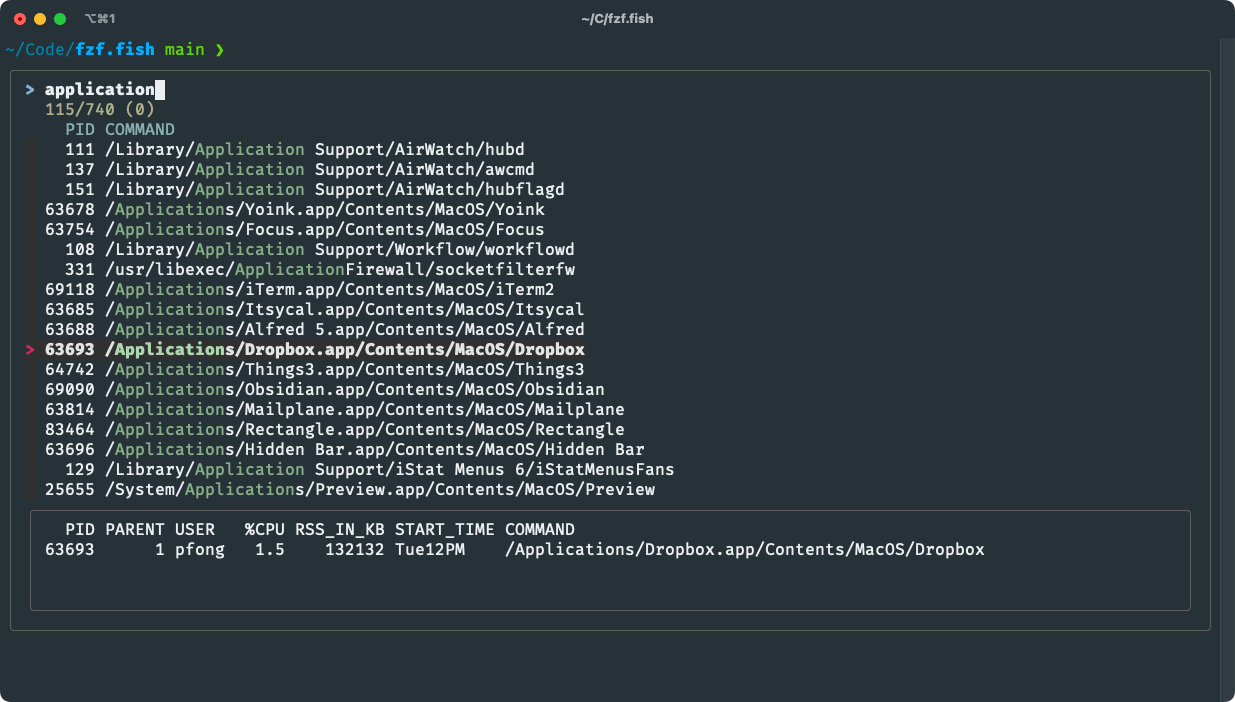 ⌥⌘1 ~/C/fzf.fish
~/Code/fzf.fish main ❯
> application
115/740 (0)
PID COMMAND
111 /Library/Application Support/AirWatch/hubd
137 /Library/Application Support/AirWatch/awcmd
151 /Library/Application Support/AirWatch/hubflagd
63678 /Applications/Yoink.app/Contents/MacOS/Yoink
63754 /Applications/Focus.app/Contents/MacOS/Focus
108 /Library/Application Support/Workflow/workflowd
331 /usr/libexec/ApplicationFirewall/socketfilterfw
69118 /Applications/iTerm.app/Contents/MacOS/iTerm2
63685 /Applications/Itsycal.app/Contents/MacOS/Itsycal
63688 /Applications/Alfred 5.app/Contents/MacOS/Alfred
> 63693 /Applications/Dropbox.app/Contents/MacOS/Dropbox
64742 /Applications/Things3.app/Contents/MacOS/Things3
69090 /Applications/Obsidian.app/Contents/MacOS/Obsidian
63814 /Applications/Mailplane.app/Contents/MacOS/Mailplane
83464 /Applications/Rectangle.app/Contents/MacOS/Rectangle
63696 /Applications/Hidden Bar.app/Contents/MacOS/Hidden Bar
129 /Library/Application Support/iStat Menus 6/iStatMenusFans
25655 /System/Applications/Preview.app/Contents/MacOS/Preview
PID PARENT USER %CPU RSS_IN_KB START_TIME COMMAND
63693 1 pfong 1.5 132132 Tue12PM /Applications/Dropbox.app/Contents/MacOS/Dropbox